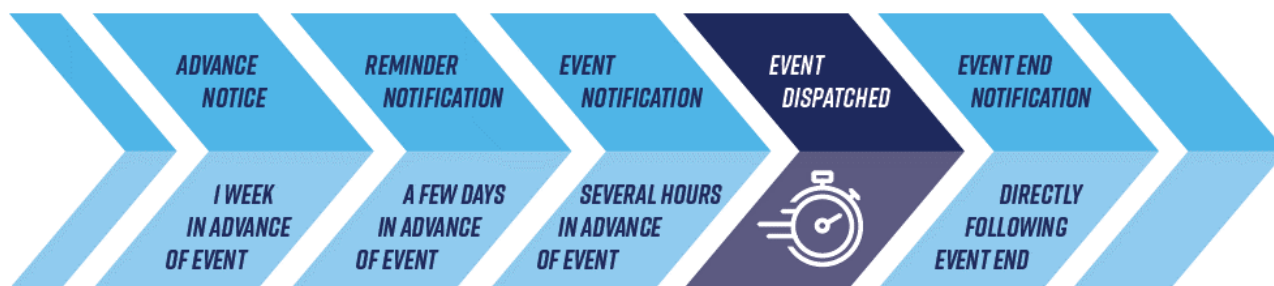 ADVANCE
NOTICE
1 WEEK
IN ADVANCE
OF EVENT
REMINDER
NOTIFICATION
A FEW DAYS
IN ADVANCE
OF EVENT
EVENT
NOTIFICATION
SEVERAL HOURS
IN ADVANCE
OF EVENT
EVENT
DISPATCHED
EVENT END
NOTIFICATION
DIRECTLY
FOLLOWING
EVENT END